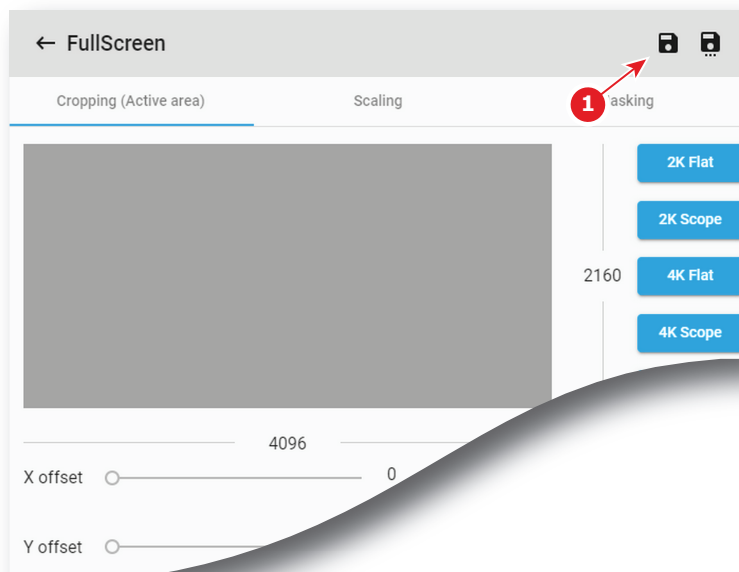 FullScreen
Cropping (Active area)
Scaling
1
asking
2K Flat
2K Scope
2160
4K Flat
4K Scope
4096
X offset
0
Y offset